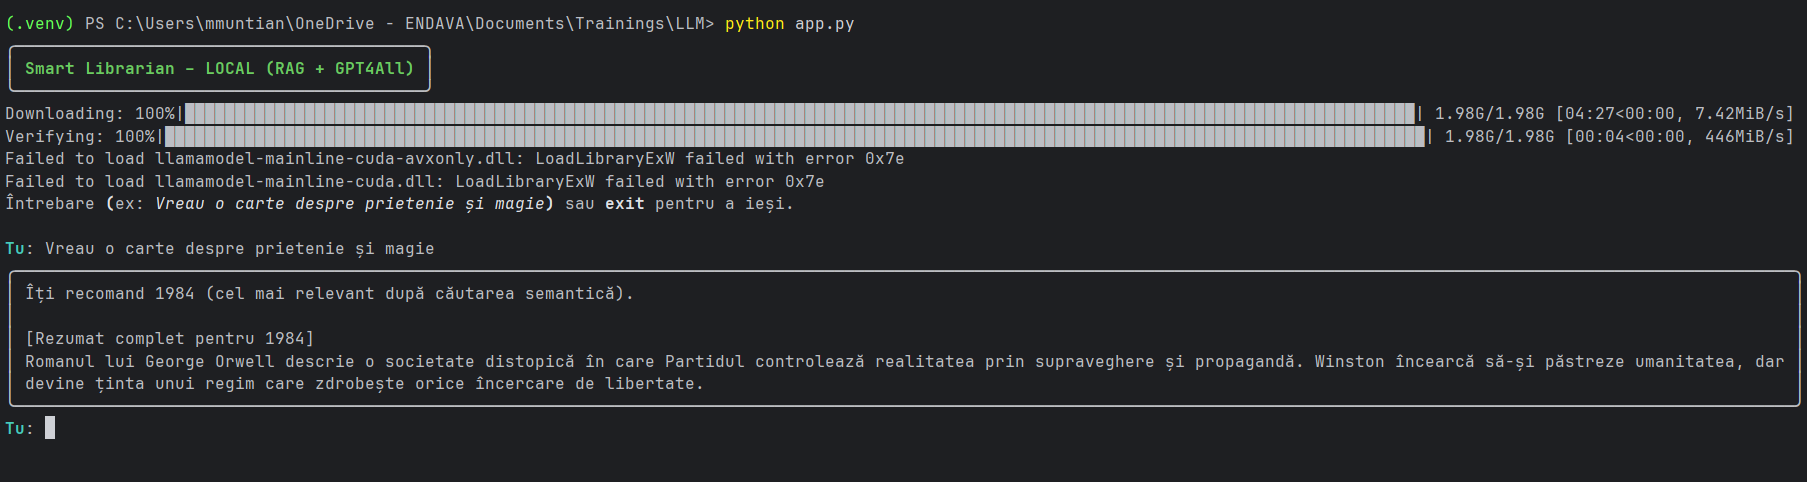 (.venv) PS C:\Users\mmuntian\OneDrive - ENDAVA\Documents\Trainings\LLM> python app.py
Smart Librarian – LOCAL (RAG + GPT4All)
Downloading: 100%| | 1.98G/1.98G [04:27<00:00, 7.42MiB/s]
Verifying: 100%| | 1.98G/1.98G [00:04<00:00, 446MiB/s]
Failed to load llamamodel-mainline-cuda-avxonly.dll: LoadLibraryExW failed with error 0x7e
Failed to load llamamodel-mainline-cuda.dll: LoadLibraryExW failed with error 0x7e
Întrebare (ex: Vreau o carte despre prietenie și magie) sau exit pentru a ieși.
Tu: Vreau o carte despre prietenie și magie
Îți recomand 1984 (cel mai relevant după căutarea semantică).
[Rezumat complet pentru 1984]
Romanul lui George Orwell descrie o societate distopică în care Partidul controlează realitatea prin supraveghere și propagandă. Winston încearcă să-și păstreze umanitatea, dar
devine ținta unui regim care zdrobește orice încercare de libertate.
Tu: